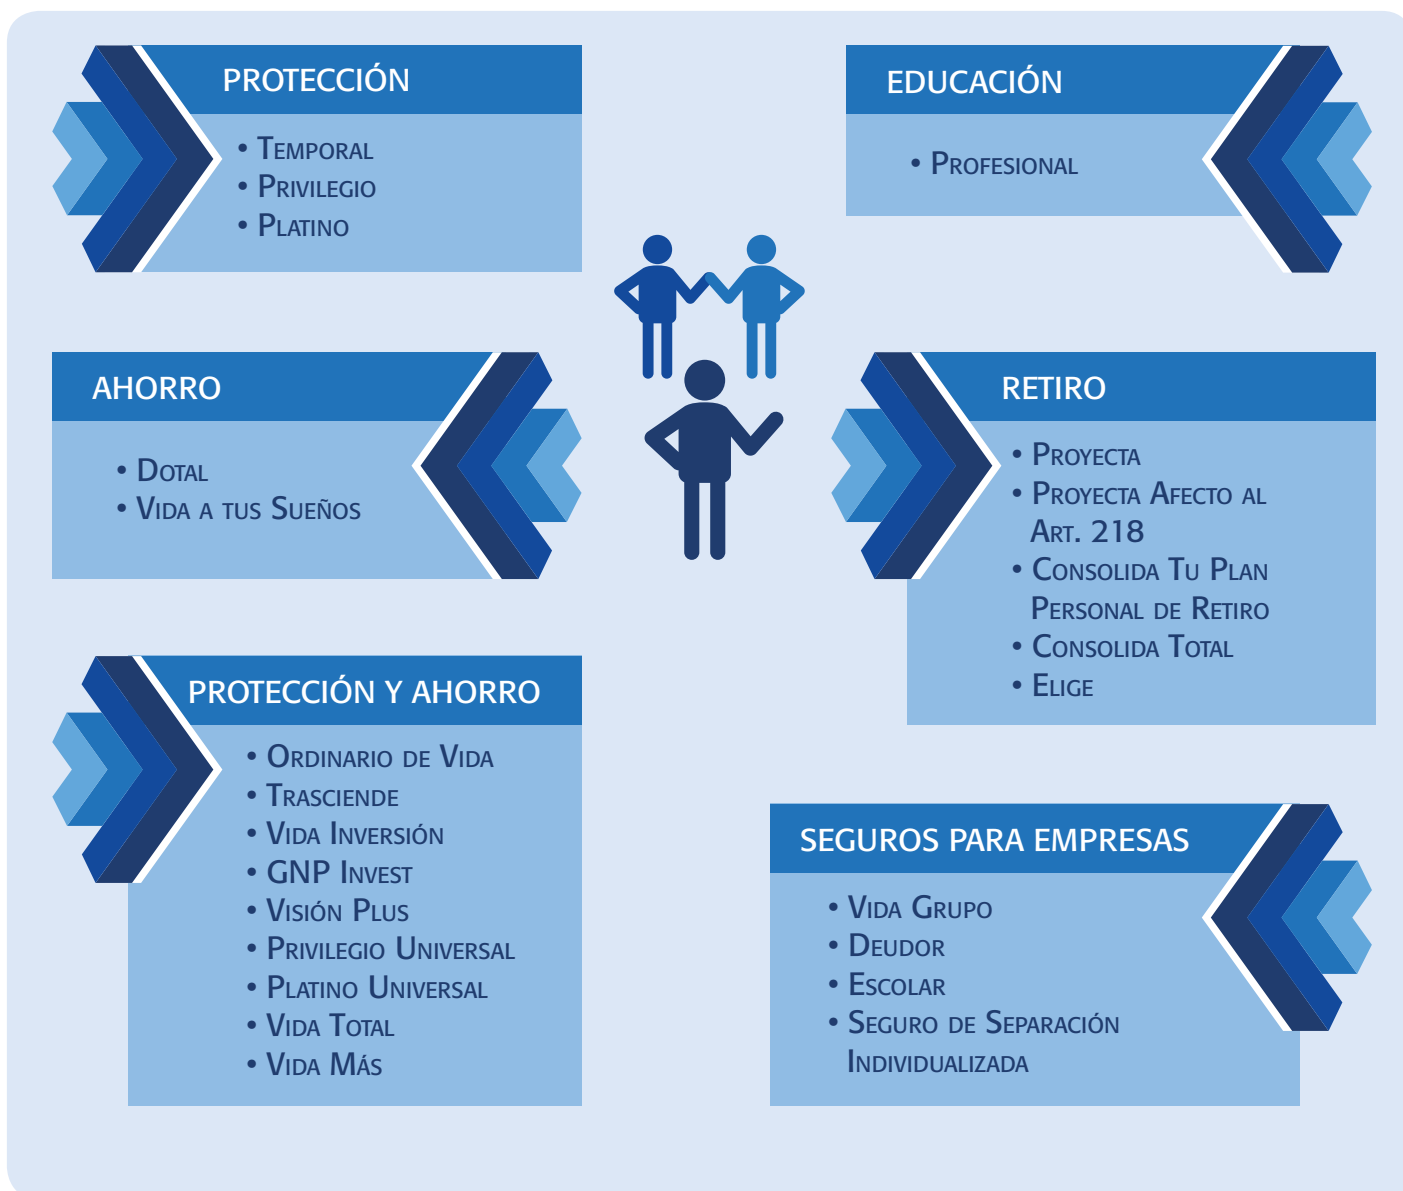 PROTECCIÓN
• Temporal
• Privilegio
• Platino
EDUCACIÓN
• Profesional
AHORRO
• Dotal
• Vida a tus Sueños
RETIRO
• Proyecta
• Proyecta Afecto al
Art. 218
• Consolida Tu Plan
Personal de Retiro
• Consolida Total
• Elige
PROTECCIÓN Y AHORRO
• Ordinario de Vida
• Trasciende
• Vida Inversión
• GNP Invest
• Visión Plus
• Privilegio Universal
• Platino Universal
• Vida Total
• Vida Más
SEGUROS PARA EMPRESAS
• Vida Grupo
• Deudor
• Escolar
• Seguro de Separación
Individualizada